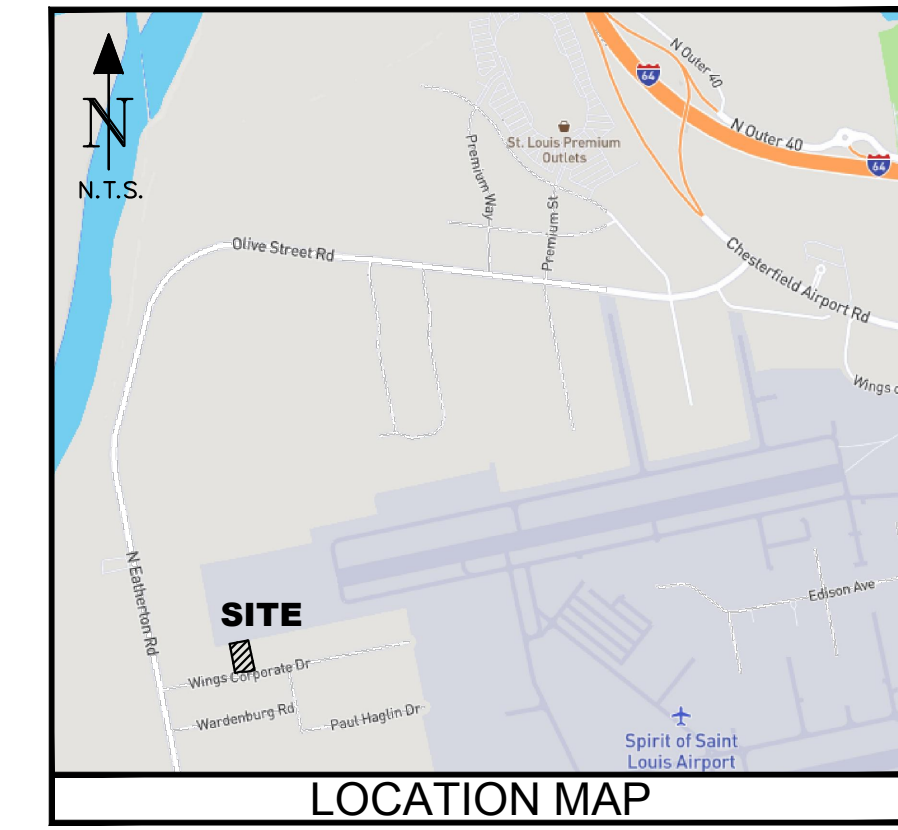 N Outer 40
64
N
N.T.S.
St. Louis Premium
Outlets
N Outer 40
64
Premium Way
Premium St
Olive Street Rd
Chesterfield Airport Rd
Wings
N Eatherton Rd
Edison Ave
SITE
Wings Corporate Dr
Wardenburg Rd
Paul Haglin Dr
Spirit of Saint
Louis Airport
LOCATION MAP